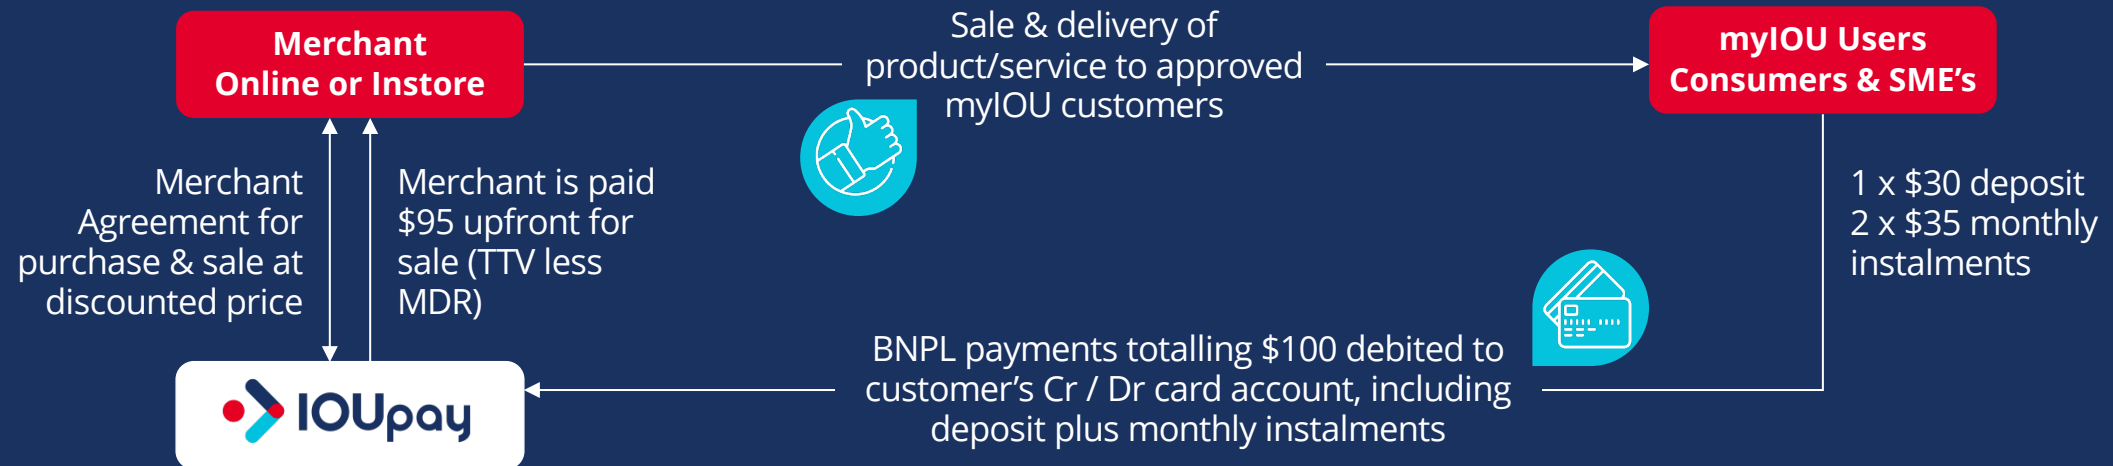 Merchant
Online or Instore
Sale & delivery of
product/service to approved
myIOU customers
myIOU Users
Consumers & SME's
Merchant
Agreement for
purchase & sale at
discounted price
Merchant is paid
$95 upfront for
sale (TTV less
MDR)
1 x $30 deposit
2 x $35 monthly
instalments
BNPL payments totalling $100 debited to
customer's Cr / Dr card account, including
deposit plus monthly instalments
IOUpay